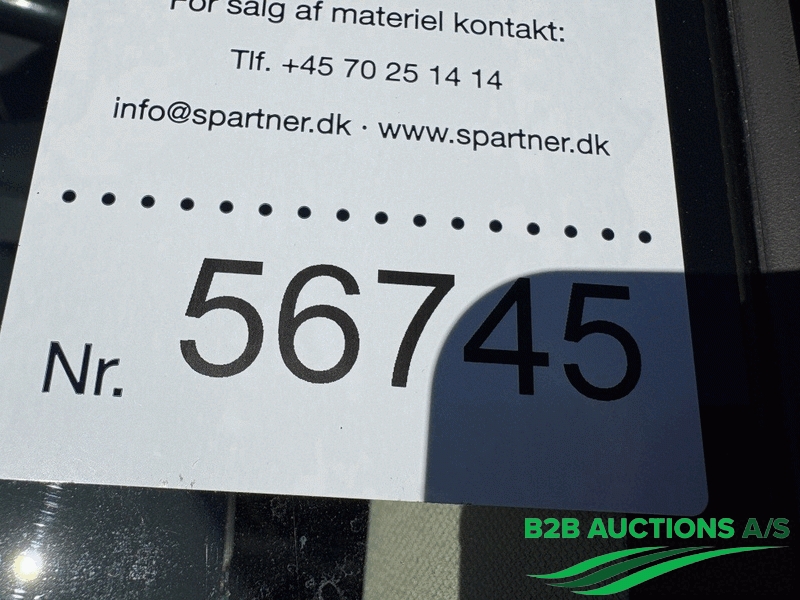 For salg af materiel kontakt:
Tlf. +45 70 25 14 14
info@spartner.dk · www.spartner.dk
Nr. 56745
B2B AUCTIONS A/S